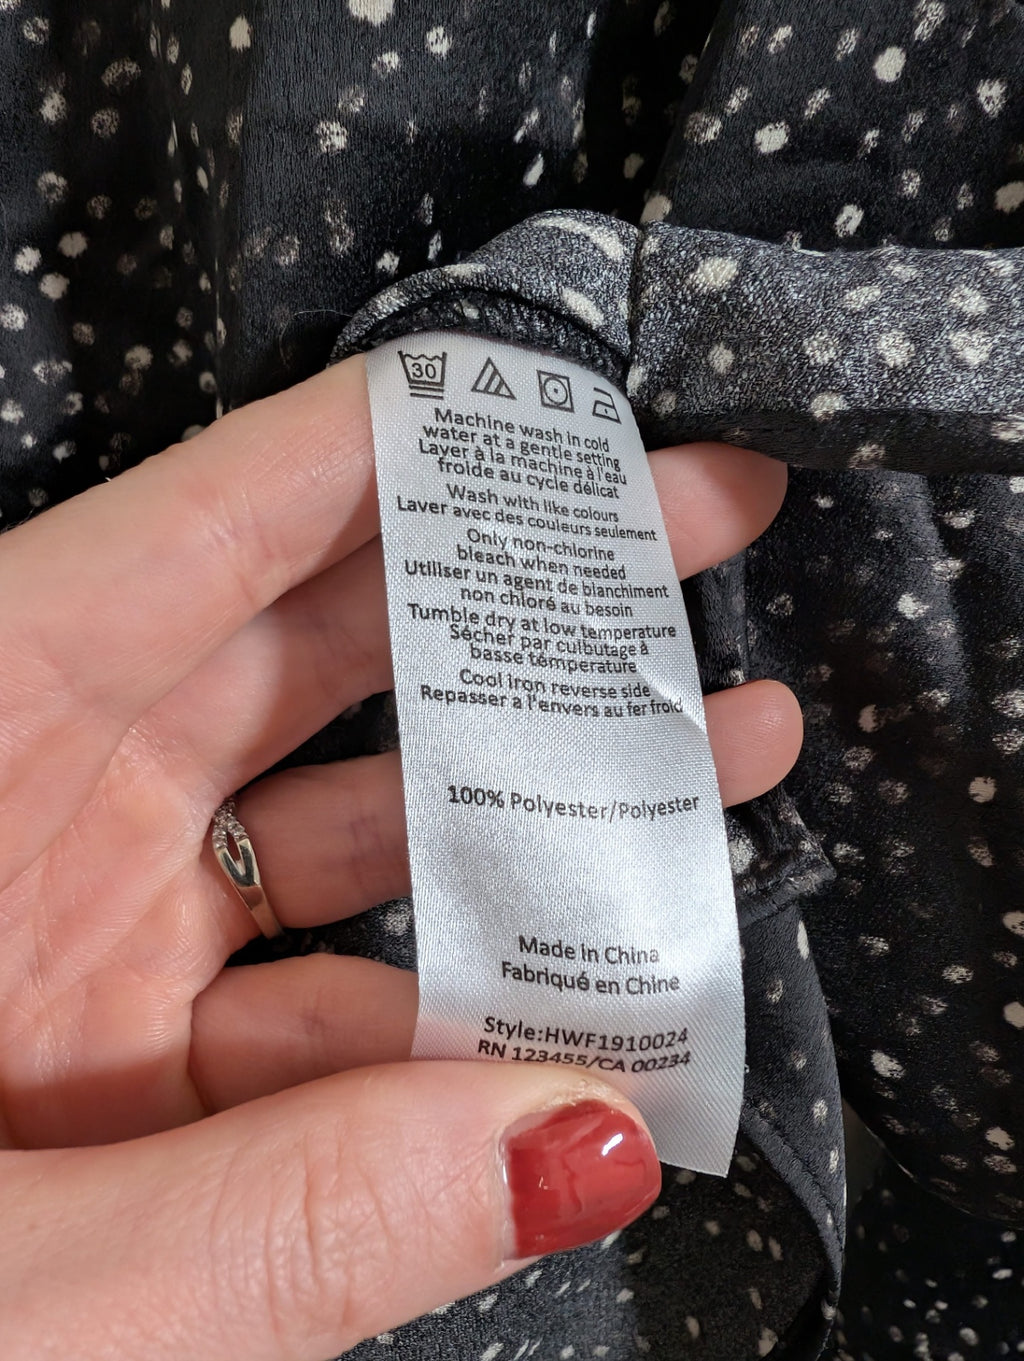 30
Machine wash in cold
water at a gentle setting
Layer à la machine à l'eau
froide au cycle délicat
Wash with like colours
Laver avec des couleurs seulement
Only non-chlorine
bleach when needed
Utiliser un agent de bianchiment
non chloré au besoin
Tumble dry at low temperature
Sécher par culbutage à
basse température
Cool iron reverse side
Repasser a l'envers au fer froid
100% Polyester/Polyester
Made in China
Fabriqué en Chine
Style:HWF1910024
RN 123455/CA 00234